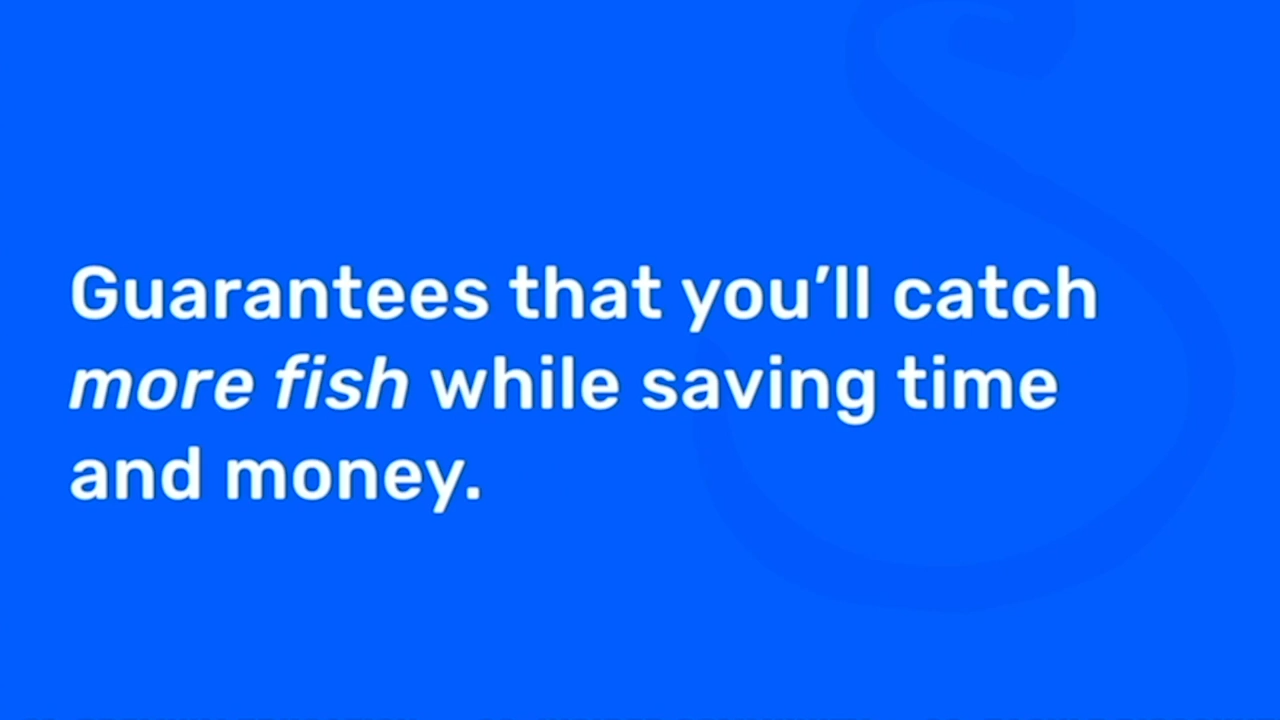 Guarantees that you’ll catch
more fish while saving time
and money.